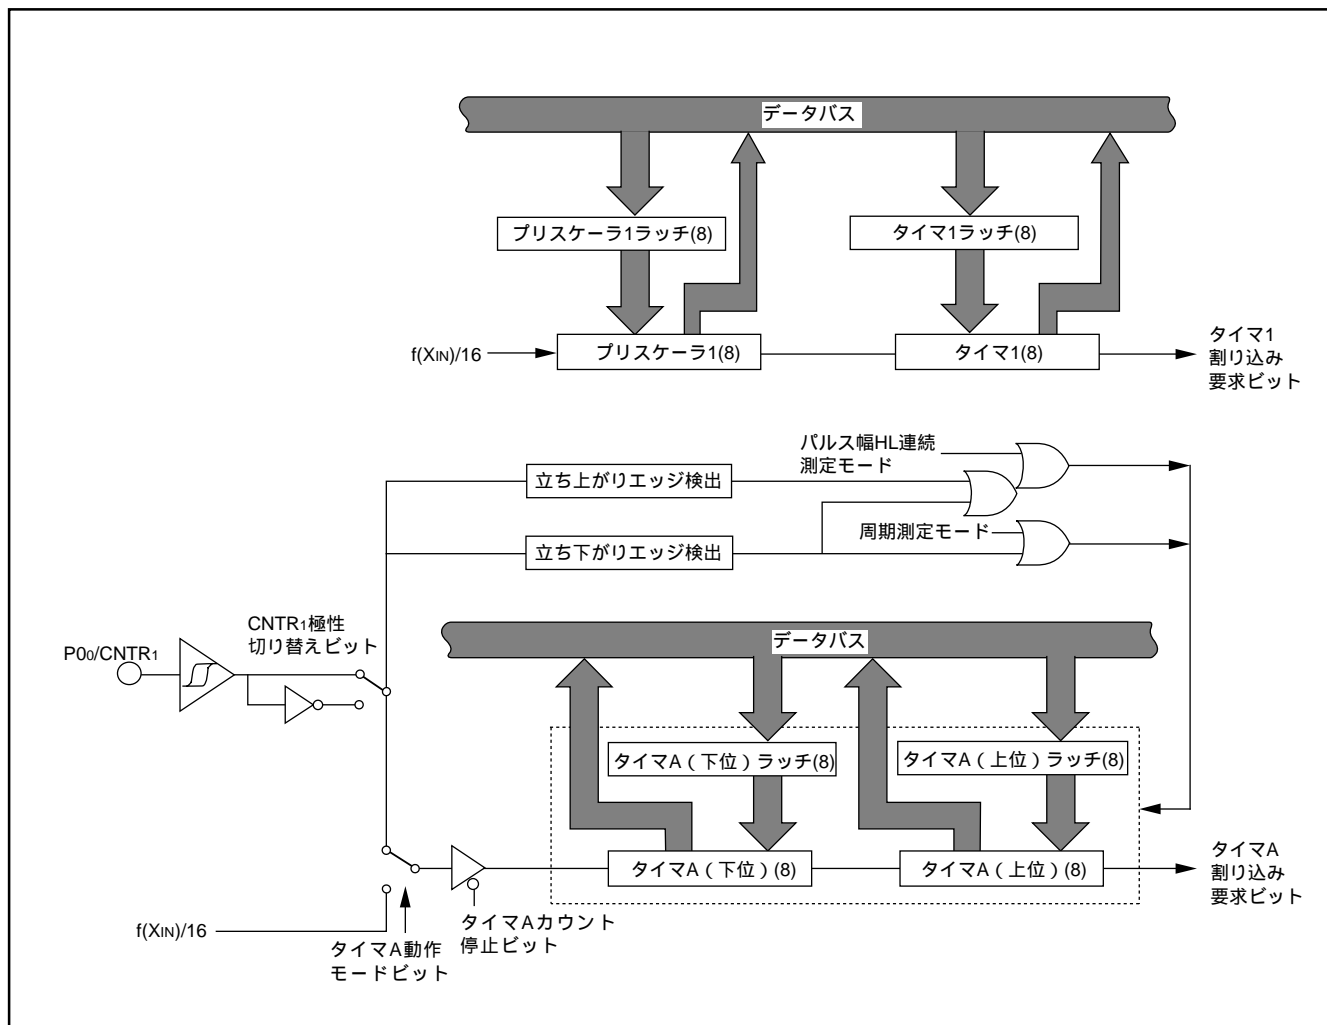 データバス
プリスケーラ1ラッチ(8)
タイマ1ラッチ(8)
f(XIN)/16
プリスケーラ1(8)
タイマ1(8)
タイマ1
割り込み
要求ビット
パルス幅HL連続
測定モード
立ち上がりエッジ検出
周期測定モード
立ち下がりエッジ検出
CNTR1極性
切り替えビット
P00/CNTR1
データバス
タイマA（下位）ラッチ(8)
タイマA（上位）ラッチ(8)
タイマA（下位）(8)
タイマA（上位）(8)
タイマA
割り込み
要求ビット
f(XIN)/16
タイマA動作
モードビット
タイマAカウント
停止ビット